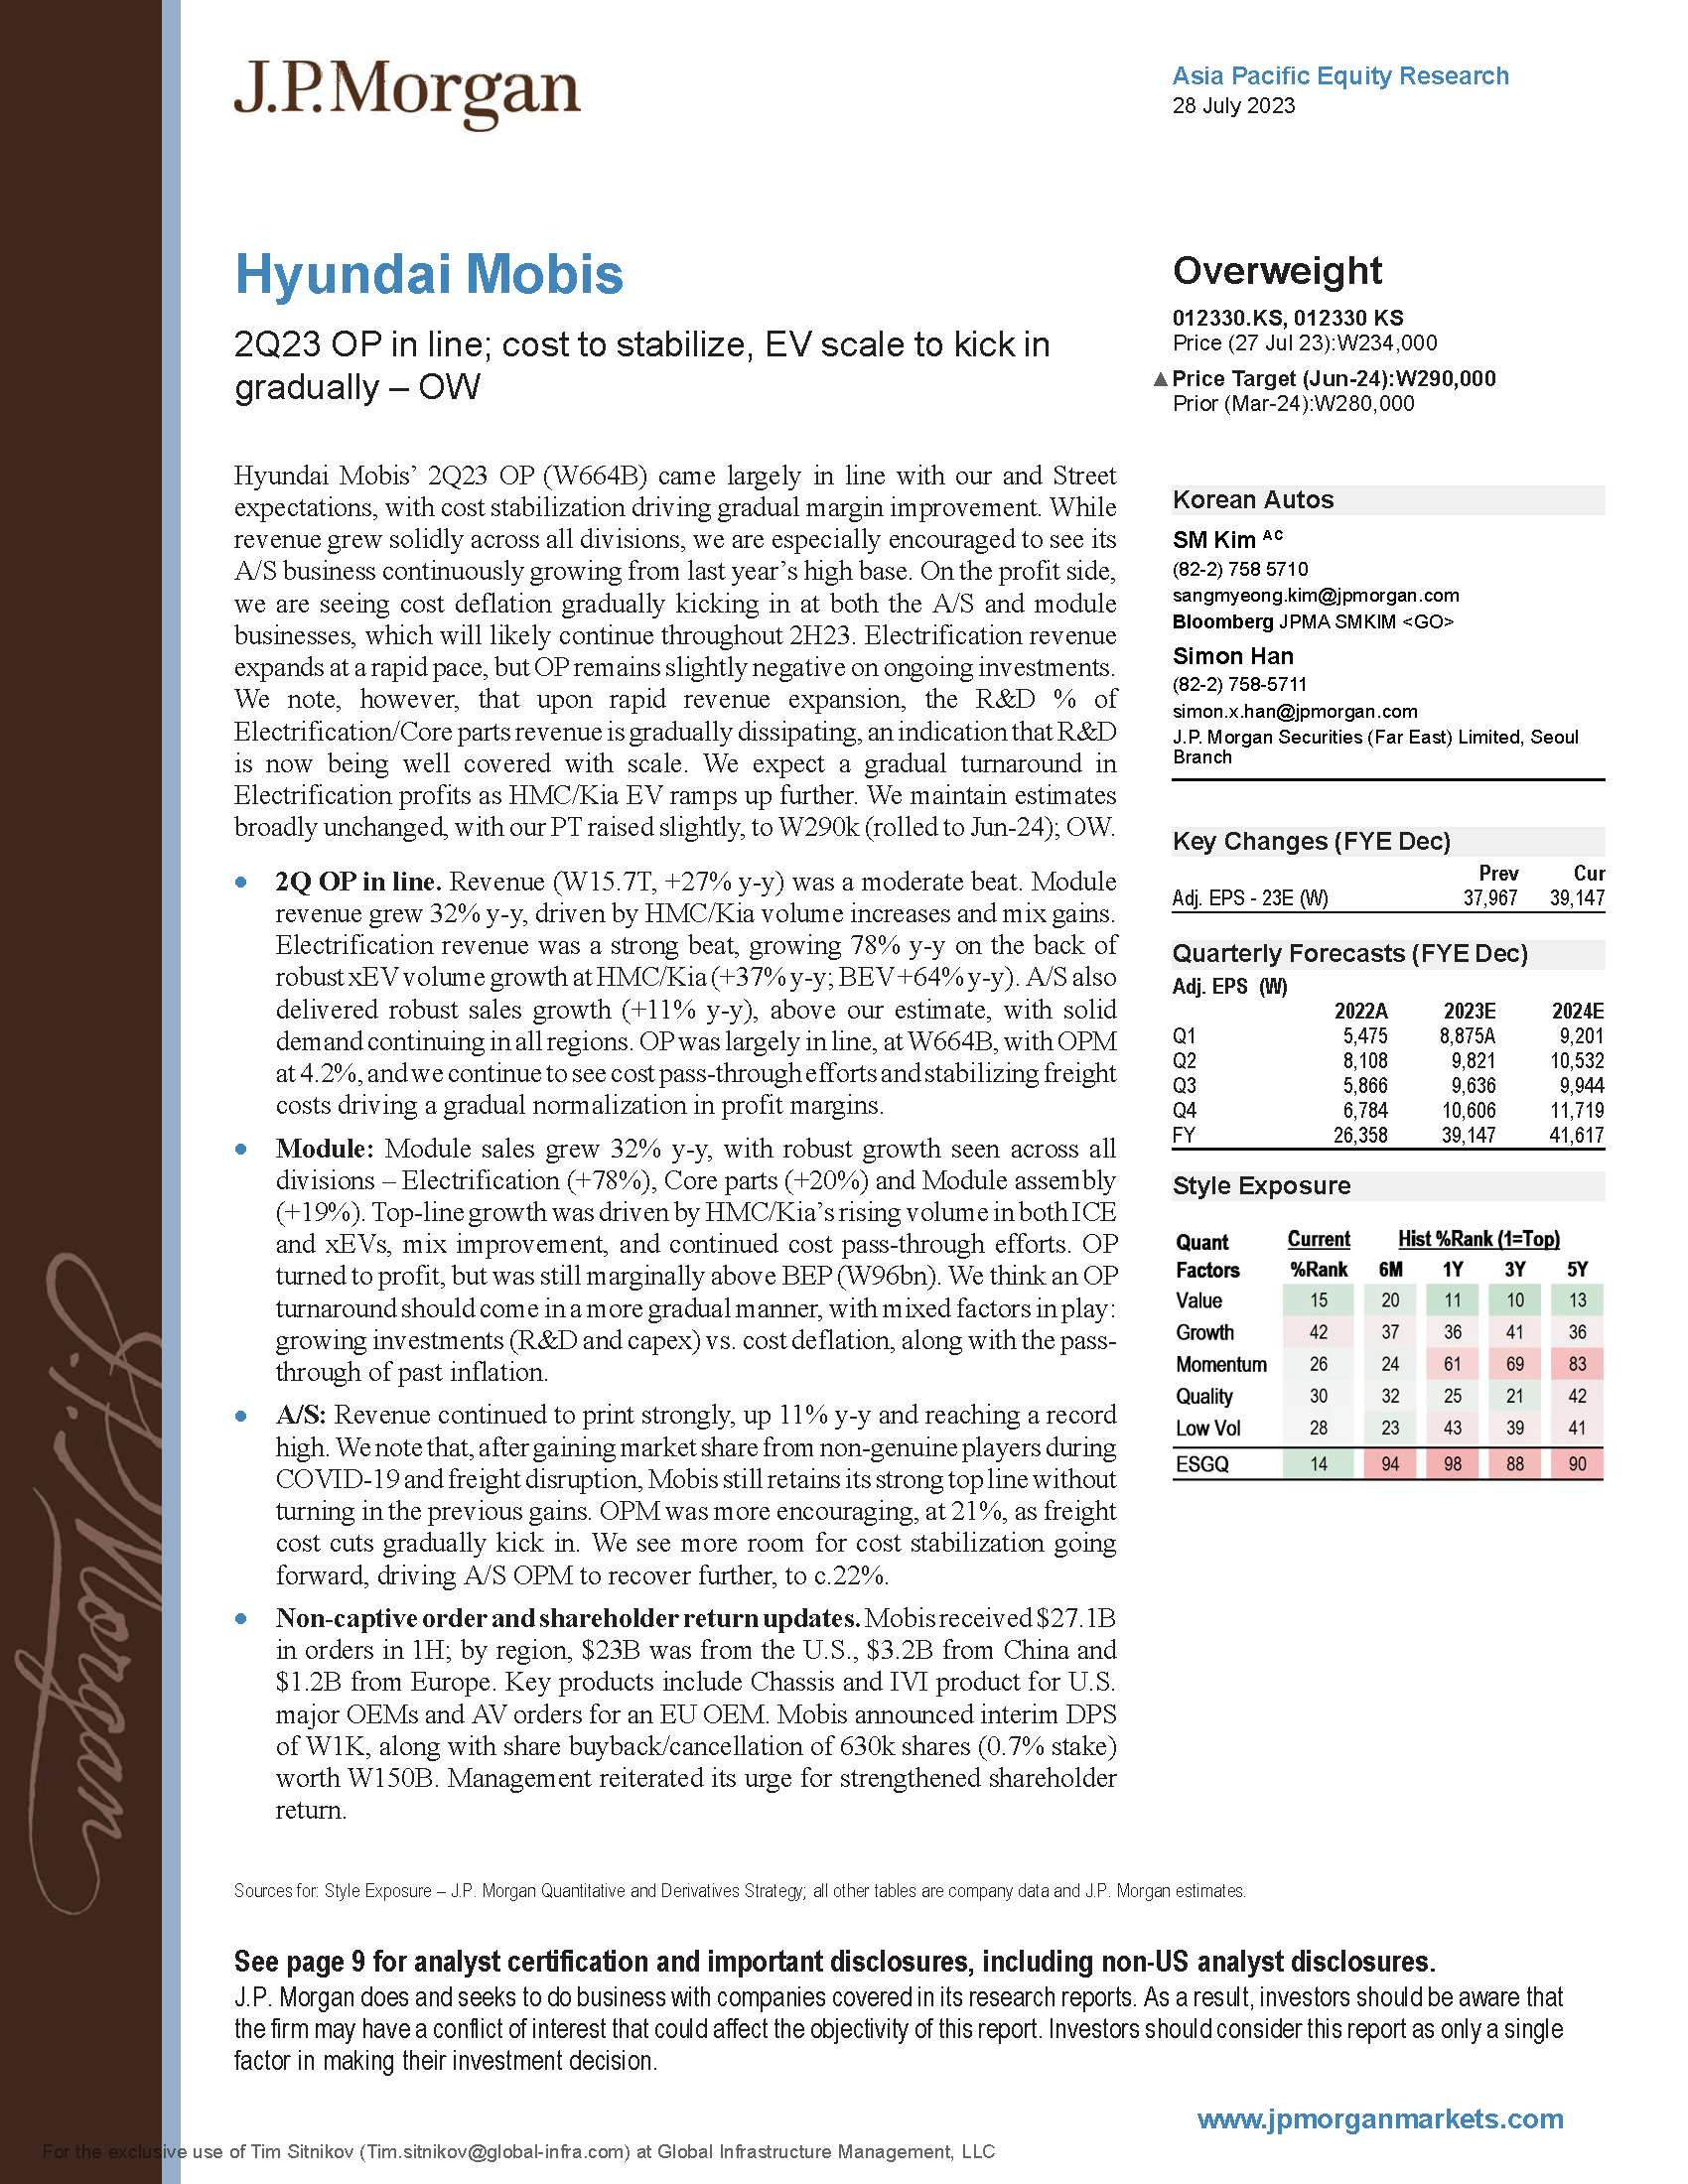 J.P.Morgan
Asia Pacific Equity Research
28 July 2023
Hyundai Mobis
2Q23 OP in line; cost to stabilize, EV scale to kick in
gradually – OW
Hyundai Mobis’ 2Q23 OP (W664B) came largely in line with our and Street
expectations, with cost stabilization driving gradual margin improvement. While
revenue grew solidly across all divisions, we are especially encouraged to see its
A/S business continuously growing from last year’s high base. On the profit side,
we are seeing cost deflation gradually kicking in at both the A/S and module
businesses, which will likely continue throughout 2H23. Electrification revenue
expands at a rapid pace, but OP remains slightly negative on ongoing investments.
We note, however, that upon rapid revenue expansion, the R&D % of
Electrification/Core parts revenue is gradually dissipating, an indication that R&D
is now being well covered with scale. We expect a gradual turnaround in
Electrification profits as HMC/Kia EV ramps up further. We maintain estimates
broadly unchanged, with our PT raised slightly, to W290k (rolled to Jun-24); OW.
• 2Q OP in line. Revenue (W15.7T, +27% y-y) was a moderate beat. Module
revenue grew 32% y-y, driven by HMC/Kia volume increases and mix gains.
Electrification revenue was a strong beat, growing 78% y-y on the back of
robust xEV volume growth at HMC/Kia (+37% y-y; BEV +64% y-y). A/S also
delivered robust sales growth (+11% y-y), above our estimate, with solid
demand continuing in all regions. OP was largely in line, at W664B, with OPM
at 4.2%, and we continue to see cost pass-through efforts and stabilizing freight
costs driving a gradual normalization in profit margins.
• Module: Module sales grew 32% y-y, with robust growth seen across all
divisions – Electrification (+78%), Core parts (+20%) and Module assembly
(+19%). Top-line growth was driven by HMC/Kia’s rising volume in both ICE
and xEVs, mix improvement, and continued cost pass-through efforts. OP
turned to profit, but was still marginally above BEP (W96bn). We think an OP
turnaround should come in a more gradual manner, with mixed factors in play:
growing investments (R&D and capex) vs. cost deflation, along with the pass-
through of past inflation.
• A/S: Revenue continued to print strongly, up 11% y-y and reaching a record
high. We note that, after gaining market share from non-genuine players during
COVID-19 and freight disruption, Mobis still retains its strong top line without
turning in the previous gains. OPM was more encouraging, at 21%, as freight
cost cuts gradually kick in. We see more room for cost stabilization going
forward, driving A/S OPM to recover further, to c.22%.
• Non-captive order and shareholder return updates. Mobis received $27.1B
in orders in 1H; by region, $23B was from the U.S., $3.2B from China and
$1.2B from Europe. Key products include Chassis and IVI product for U.S.
major OEMs and AV orders for an EU OEM. Mobis announced interim DPS
of W1K, along with share buyback/cancellation of 630k shares (0.7% stake)
worth W150B. Management reiterated its urge for strengthened shareholder
return.
Overweight
012330.KS, 012330 KS
Price (27 Jul 23):W234,000
▲ Price Target (Jun-24):W290,000
Prior (Mar-24):W280,000
Korean Autos
SM Kim AC
(82-2) 758 5710
sangmyeong.kim@jpmorgan.com
Bloomberg JPMA SMKIM <GO>
Simon Han
(82-2) 758-5711
simon.x.han@jpmorgan.com
J.P. Morgan Securities (Far East) Limited, Seoul
Branch
Key Changes (FYE Dec)
Prev Cur
Adj. EPS - 23E (W) 37,967 39,147
Quarterly Forecasts (FYE Dec)
Adj. EPS (W)
2022A 2023E 2024E
Q1 5,475 8,875A 9,201
Q2 8,108 9,821 10,532
Q3 5,866 9,636 9,944
Q4 6,784 10,606 11,719
FY 26,358 39,147 41,617
Style Exposure
Quant Current Hist %Rank (1=Top)
Factors %Rank 6M 1Y 3Y 5Y
Value 15 20 11 10 13
Growth 42 37 36 41 36
Momentum 26 24 61 69 83
Quality 30 32 25 21 42
Low Vol 28 23 43 39 41
ESGQ 14 94 98 88 90
J.P. Morgan
Sources for: Style Exposure – J.P. Morgan Quantitative and Derivatives Strategy; all other tables are company data and J.P. Morgan estimates.
See page 9 for analyst certification and important disclosures, including non-US analyst disclosures.
J.P. Morgan does and seeks to do business with companies covered in its research reports. As a result, investors should be aware that
the firm may have a conflict of interest that could affect the objectivity of this report. Investors should consider this report as only a single
factor in making their investment decision.
www.jpmorganmarkets.com
For the exclusive use of Tim Sitnikov (Tim.sitnikov@global-infra.com) at Global Infrastructure Management, LLC